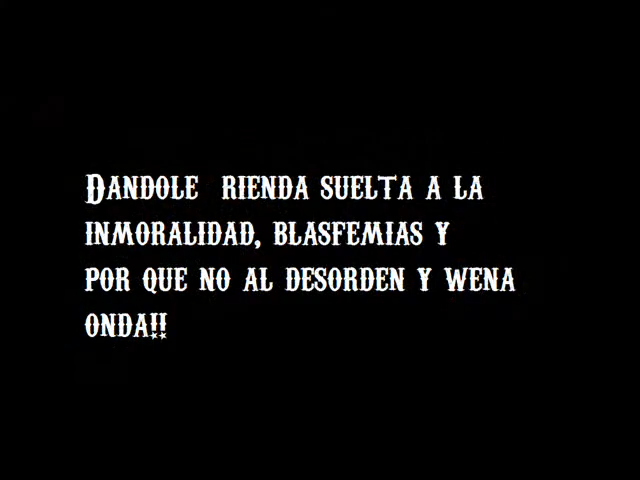 DANDOLE RIENDA SUELTA A LA
INMORALIDAD, BLASFEMIAS Y
POR QUE NO AL DESORDEN Y WENA
ONDA!!